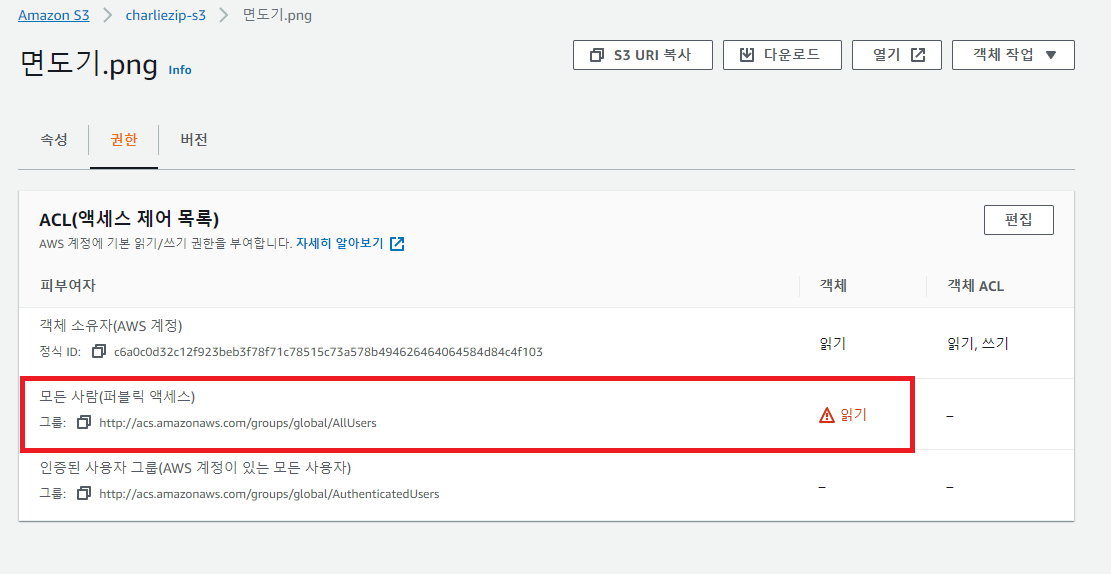 Amazon S3 > charliezip-s3 > 면도기.png
면도기.png Info
S3 URI 복사 다운로드 열기 객체 작업 ▼
속성 권한 버전
ACL(액세스 제어 목록)
편집
AWS 계정에 기본 읽기/쓰기 권한을 부여합니다. 자세히 알아보기
피부여자 객체 객체 ACL
객체 소유자(AWS 계정)
정식 ID: c6a0c0d32c12f923beb3f78f71c78515c73a578b494626464064584d84c4f103
읽기 읽기, 쓰기
모든 사람(퍼블릭 액세스)
그룹: http://acs.amazonaws.com/groups/global/AllUsers
읽기 –
인증된 사용자 그룹(AWS 계정이 있는 모든 사용자)
그룹: http://acs.amazonaws.com/groups/global/AuthenticatedUsers
– –